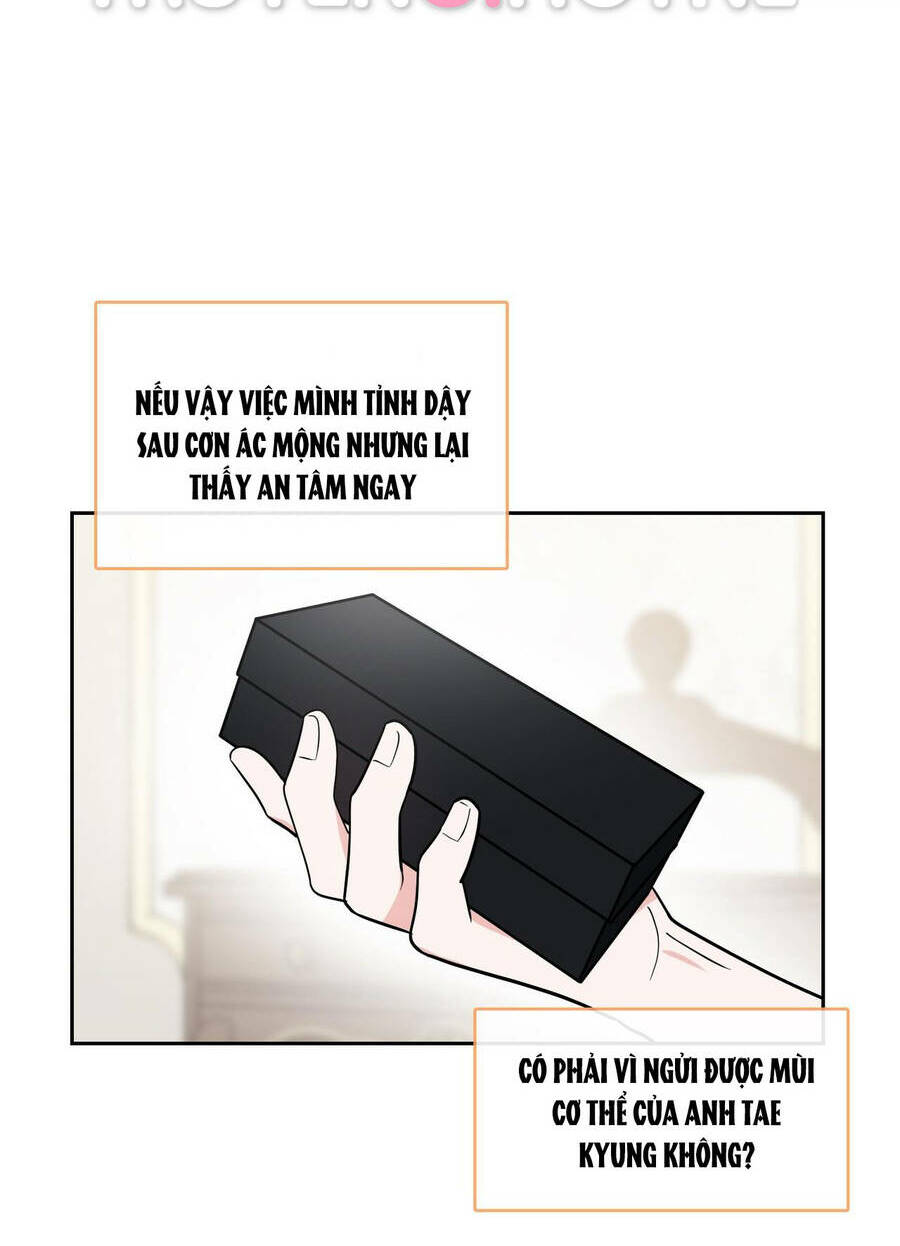 NẾU VẬY VIỆC MÌNH TỈNH DẬY
SAU CƠN ÁC MỘNG NHƯNG LẠI
THẤY AN TÂM NGAY
CÓ PHẢI VÌ NGỬI ĐƯỢC MÙI
CƠ THỂ CỦA ANH TAE
KYUNG KHÔNG?